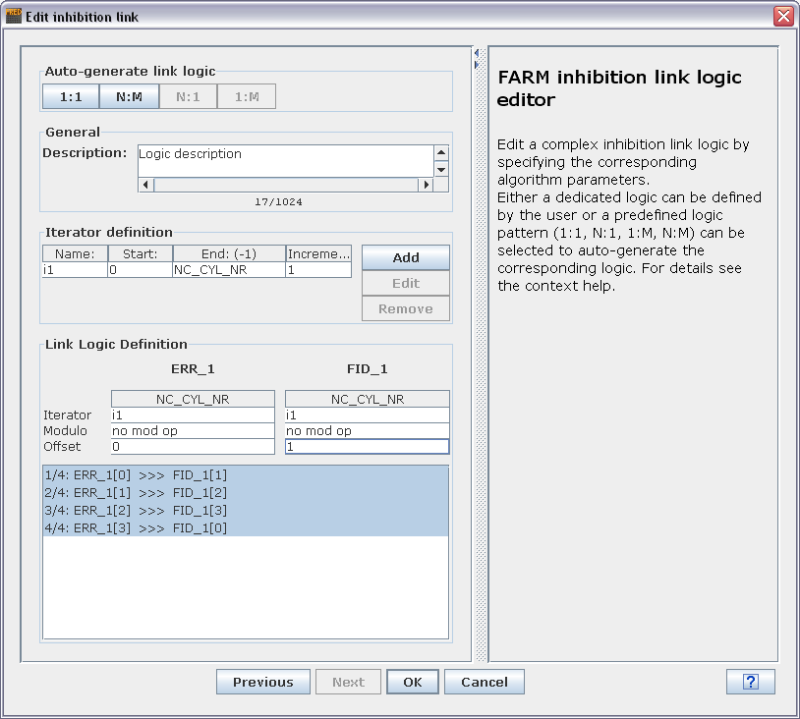 Edit inhibition link
Auto-generate link logic
1:1 N:M N:1 1:M
General
Description: Logic description
17/1024
Iterator definition
Name: Start: End: (-1) Increme...
i1 0 NC_CYL_NR 1
Add
Edit
Remove
Link Logic Definition
ERR_1 FID_1
NC_CYL_NR NC_CYL_NR
Iterator i1 i1
Modulo no mod op no mod op
Offset 0 1
1/4: ERR_1[0] >>> FID_1[1]
2/4: ERR_1[1] >>> FID_1[2]
3/4: ERR_1[2] >>> FID_1[3]
4/4: ERR_1[3] >>> FID_1[0]
FARM inhibition link logic
editor
Edit a complex inhibition link logic by
specifying the corresponding
algorithm parameters.
Either a dedicated logic can be defined
by the user or a predefined logic
pattern (1:1, N:1, 1:M, N:M) can be
selected to auto-generate the
corresponding logic. For details see
the context help.
Previous Next OK Cancel ?